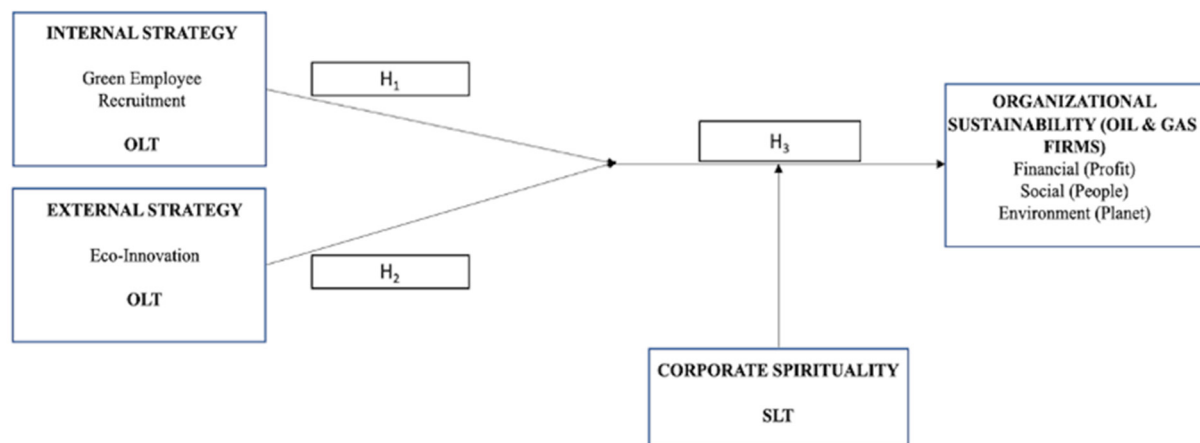 INTERNAL STRATEGY
Green Employee
Recruitment
OLT
H₁
EXTERNAL STRATEGY
Eco-Innovation
OLT
H₂
H₃
ORGANIZATIONAL
SUSTAINABILITY (OIL & GAS
FIRMS)
Financial (Profit)
Social (People)
Environment (Planet)
CORPORATE SPIRITUALITY
SLT